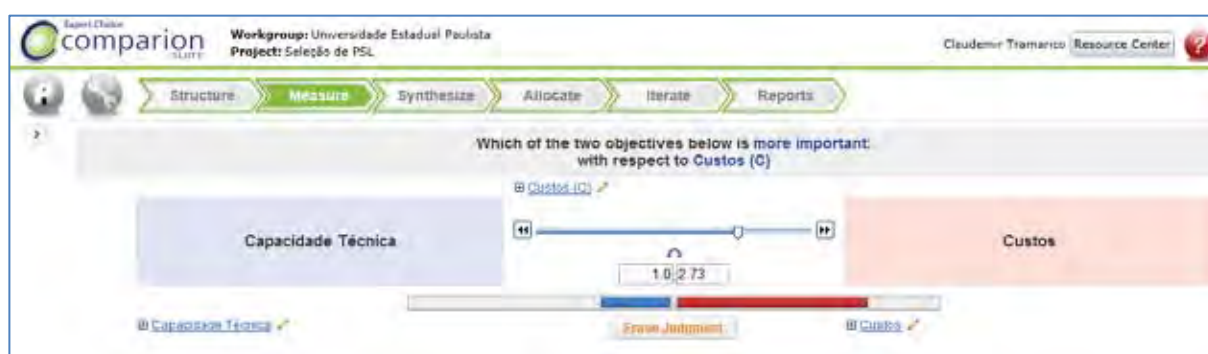 Expert Choice
comparion
SUITE
Workgroup: Universidade Estadual Paulista
Project: Seleção de PSL
Claudemir Tramarico Resource Center ?
Structure Measure Synthesize Allocate Iterate Reports
Which of the two objectives below is more important
with respect to Custos (C)
Custos (C)
Capacidade Técnica
Custos
1.0 2.73
Capacidade Técnica
Erase Judgment
Custos